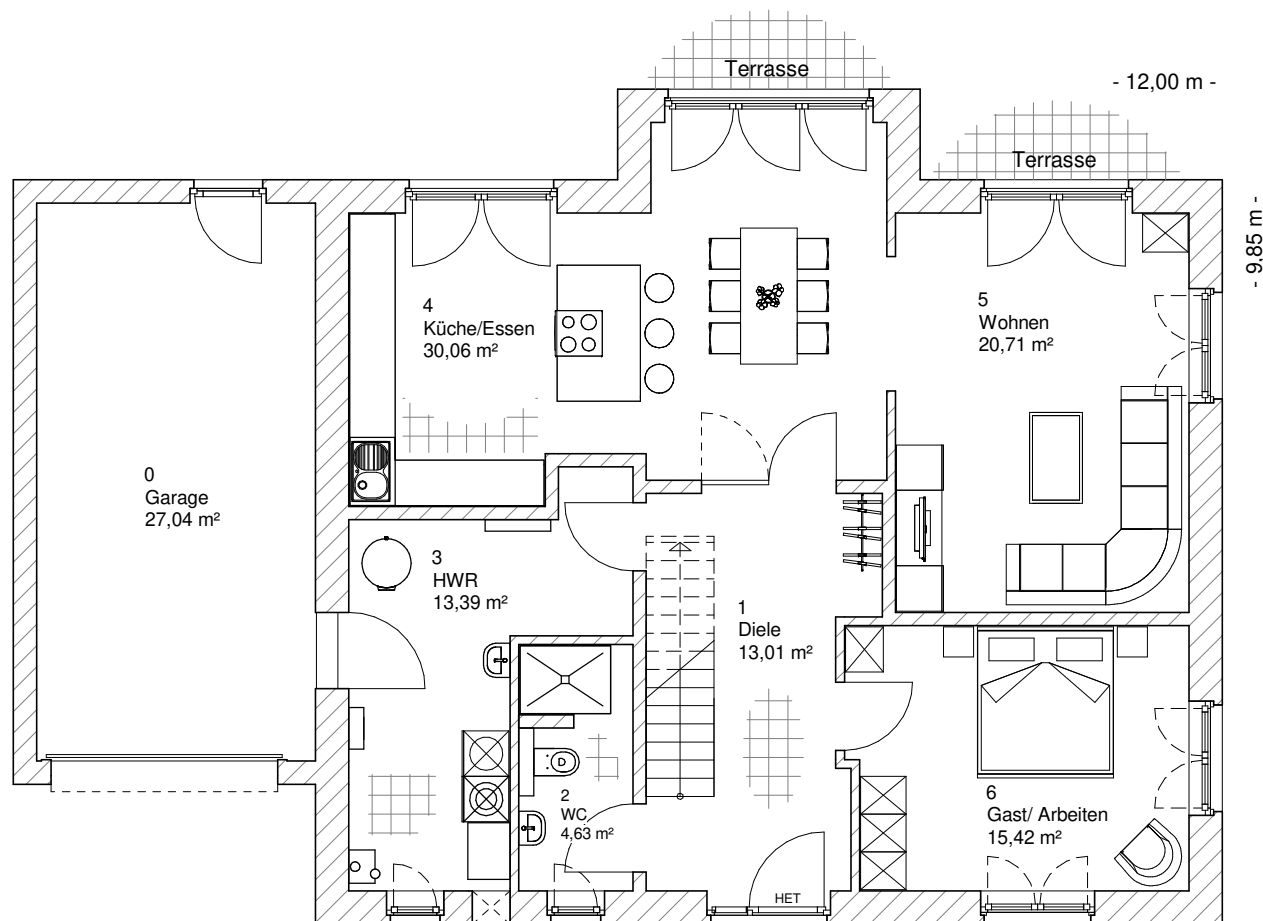 Terrasse
- 12,00 m -
Terrasse
- 9,85 m -
4
Küche/Essen
30,06 m²
5
Wohnen
20,71 m²
0
Garage
27,04 m²
3
HWR
13,39 m²
1
Diele
13,01 m²
2
WC
4,63 m²
6
Gast/ Arbeiten
15,42 m²
HET
D